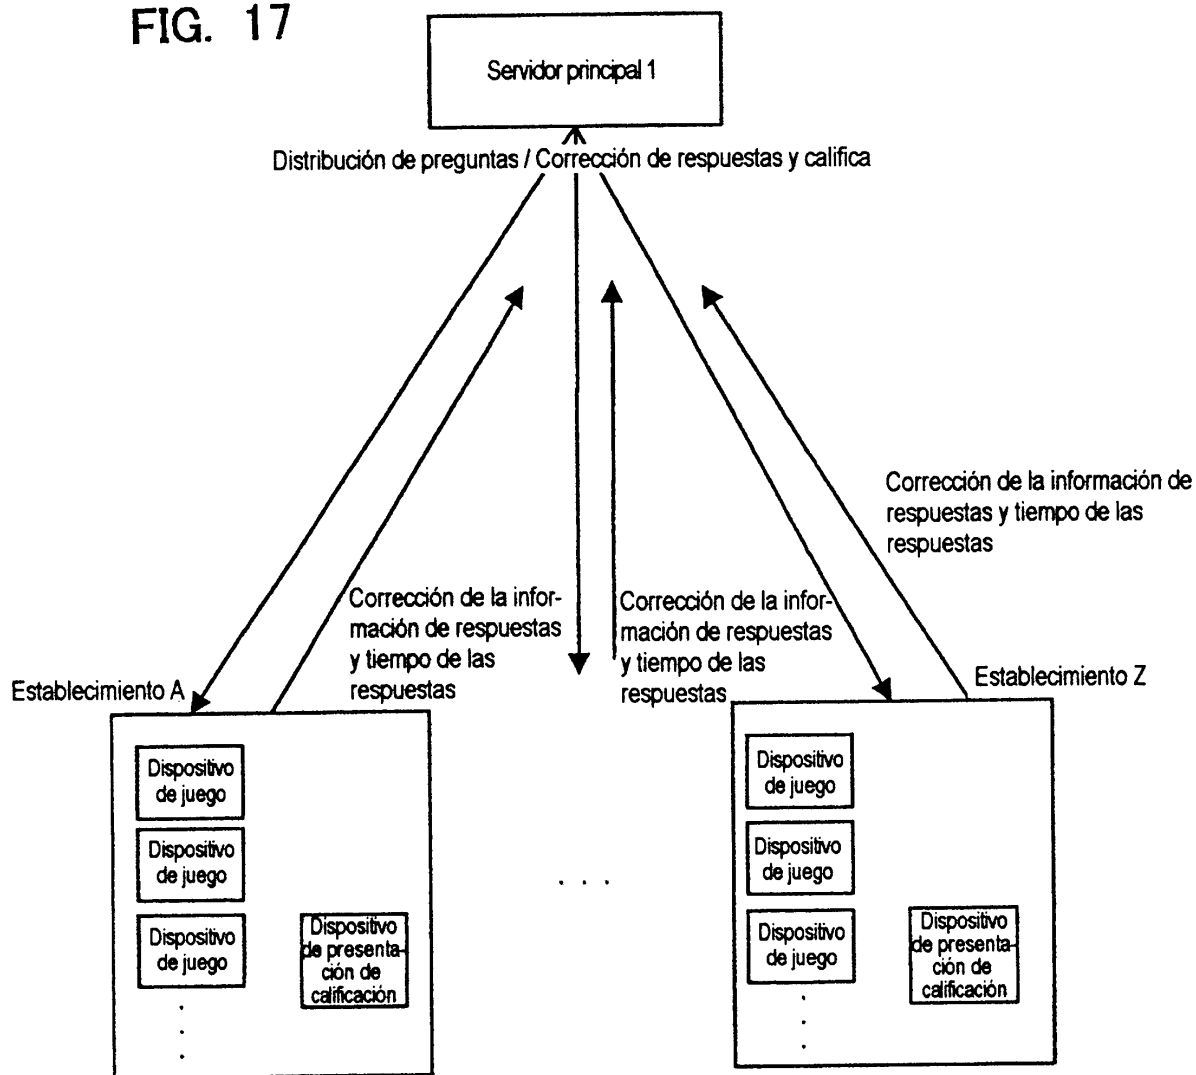 FIG. 17
Servidor principal 1
Distribución de preguntas / Corrección de respuestas y califica
Corrección de la información de
respuestas y tiempo de las
respuestas
Corrección de la infor-
mación de respuestas
y tiempo de las
respuestas
Corrección de la infor-
mación de respuestas
y tiempo de las
respuestas
Establecimiento A
Establecimiento Z
Dispositivo
de juego
Dispositivo
de juego
Dispositivo
de juego
Dispositivo
de presenta-
ción de
calificación
. . .
Dispositivo
de juego
Dispositivo
de juego
Dispositivo
de juego
Dispositivo
de presenta-
ción de
calificación